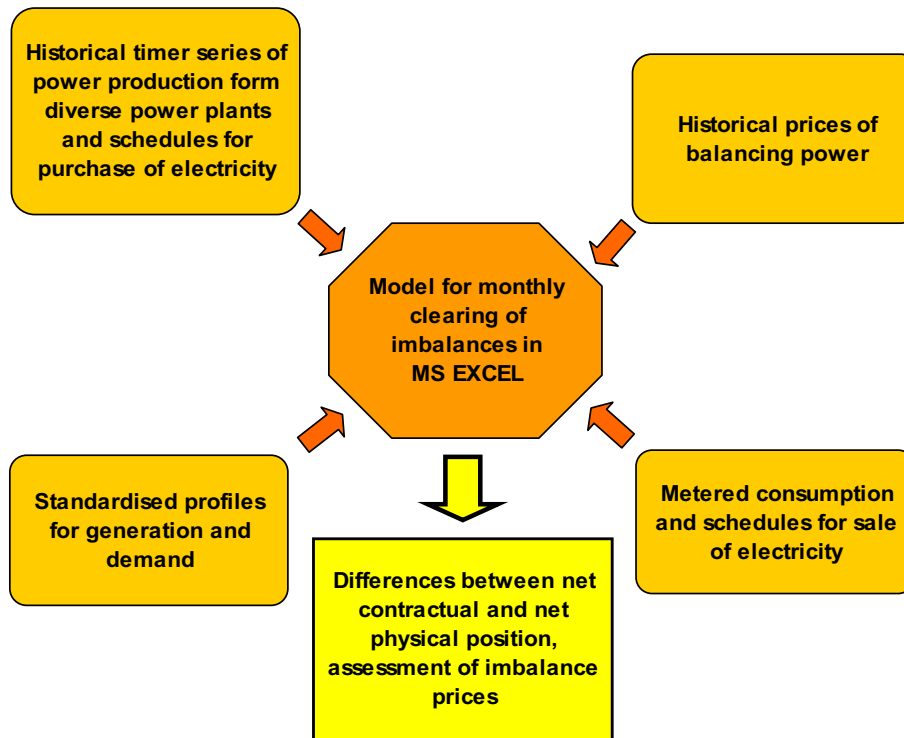 Historical timer series of
power production form
diverse power plants
and schedules for
purchase of electricity
Historical prices of
balancing power
Model for monthly
clearing of
imbalances in
MS EXCEL
Standardised profiles
for generation and
demand
Metered consumption
and schedules for sale
of electricity
Differences between net
contractual and net
physical position,
assessment of imbalance
prices